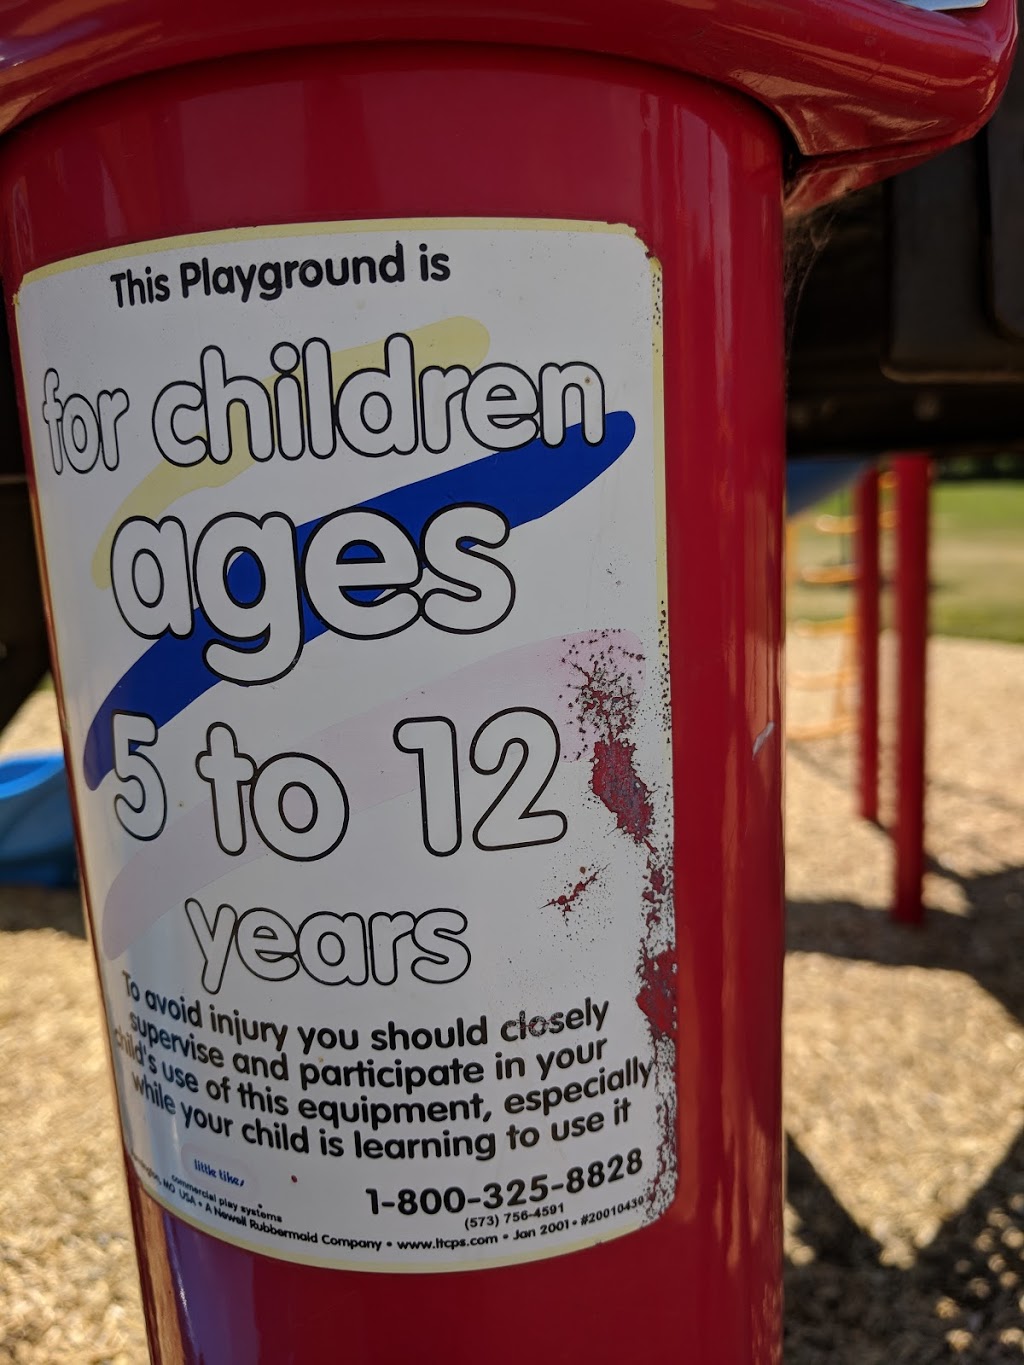 This Playground is
for children
ages
5 to 12
years
To avoid injury you should closely
supervise and participate in your
child's use of this equipment, especially
while your child is learning to use it
little tikes
commercial play systems
MO USA • A Newell Rubbermaid Company • www.ltcps.com • Jan 2001 • #20010439
1-800-325-8828
(573) 756-4591